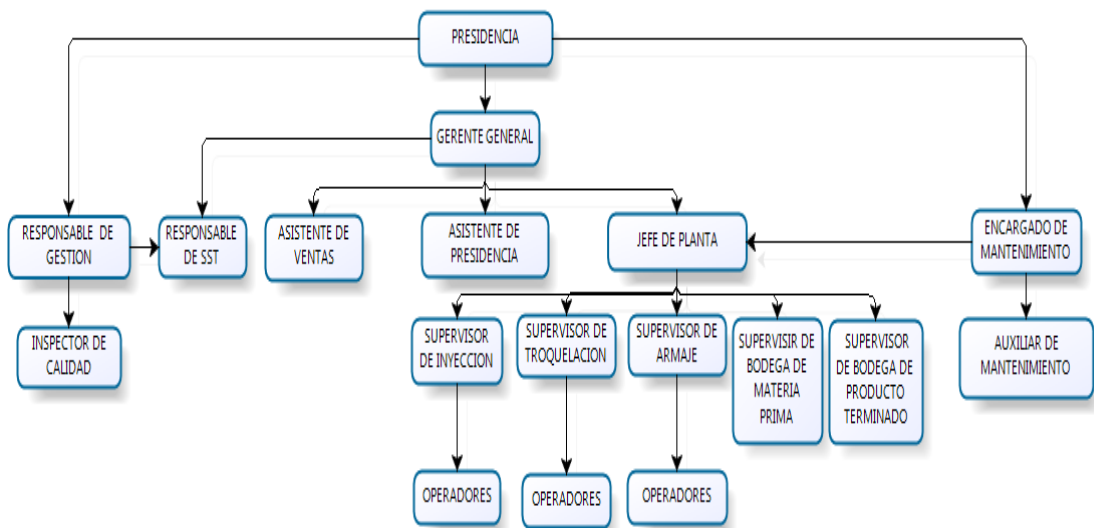 PRESIDENCIA
GERENTE GENERAL
RESPONSABLE DE
GESTION
RESPONSABLE
DE SST
ASISTENTE DE
VENTAS
ASISTENTE DE
PRESIDENCIA
JEFE DE PLANTA
ENCARGADO DE
MANTENIMIENTO
INSPECTOR DE
CALIDAD
SUPERVISOR
DE INYECCION
SUPERVISOR DE
TROQUELACION
SUPERVISOR DE
ARMAJE
SUPERVISIR DE
BODEGA DE
MATERIA
PRIMA
SUPERVISOR
DE BODEGA DE
PRODUCTO
TERMINADO
AUXILIAR DE
MANTENIMIENTO
OPERADORES
OPERADORES
OPERADORES